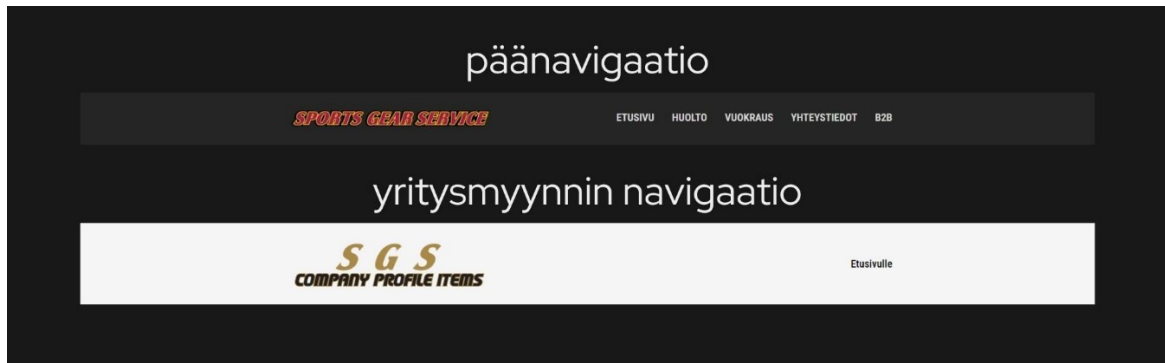 päänavigaatio
SPORTS GEAR SERVICE ETUSIVU HUOLTO VUOKRAUS YHTEYSTIEDOT B2B
yritysmyynnin navigaatio
S G S
COMPANY PROFILE ITEMS
Etusivulle